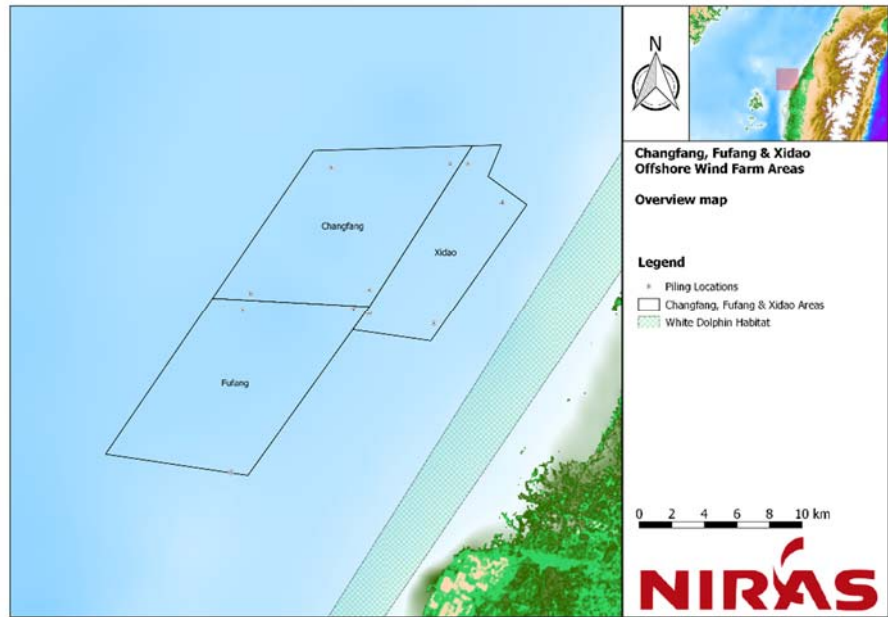 Changfang
Xidao
Fufang
N
Changfang, Fufang & Xidao
Offshore Wind Farm Areas
Overview map
Legend
Piling Locations
Changfang, Fufang & Xidao Areas
White Dolphin Habitat
0 2 4 6 8 10 km
NIRAS